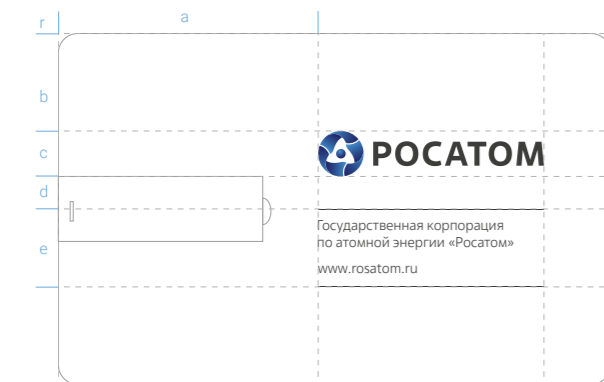 r
a
b
c
РОСАТОМ
d
Государственная корпорация
e
по атомной энергии «Росатом»
www.rosatom.ru